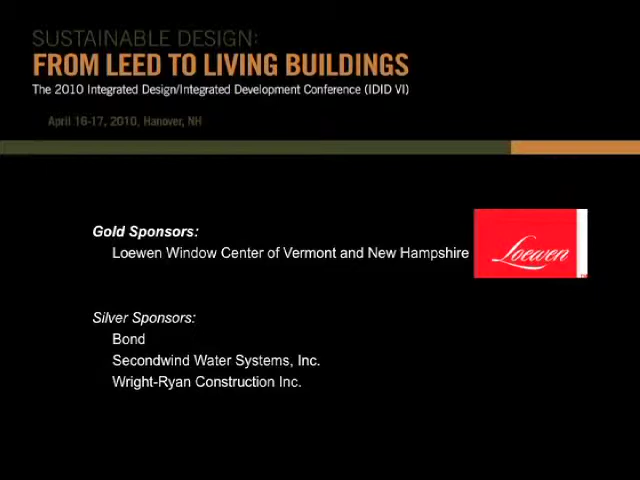 SUSTAINABLE DESIGN:
FROM LEED TO LIVING BUILDINGS
The 2010 Integrated Design/Integrated Development Conference (IDID VI)
April 16-17, 2010, Hanover, NH
Gold Sponsors:
Loewen Window Center of Vermont and New Hampshire
Loewen
Silver Sponsors:
Bond
Secondwind Water Systems, Inc.
Wright-Ryan Construction Inc.